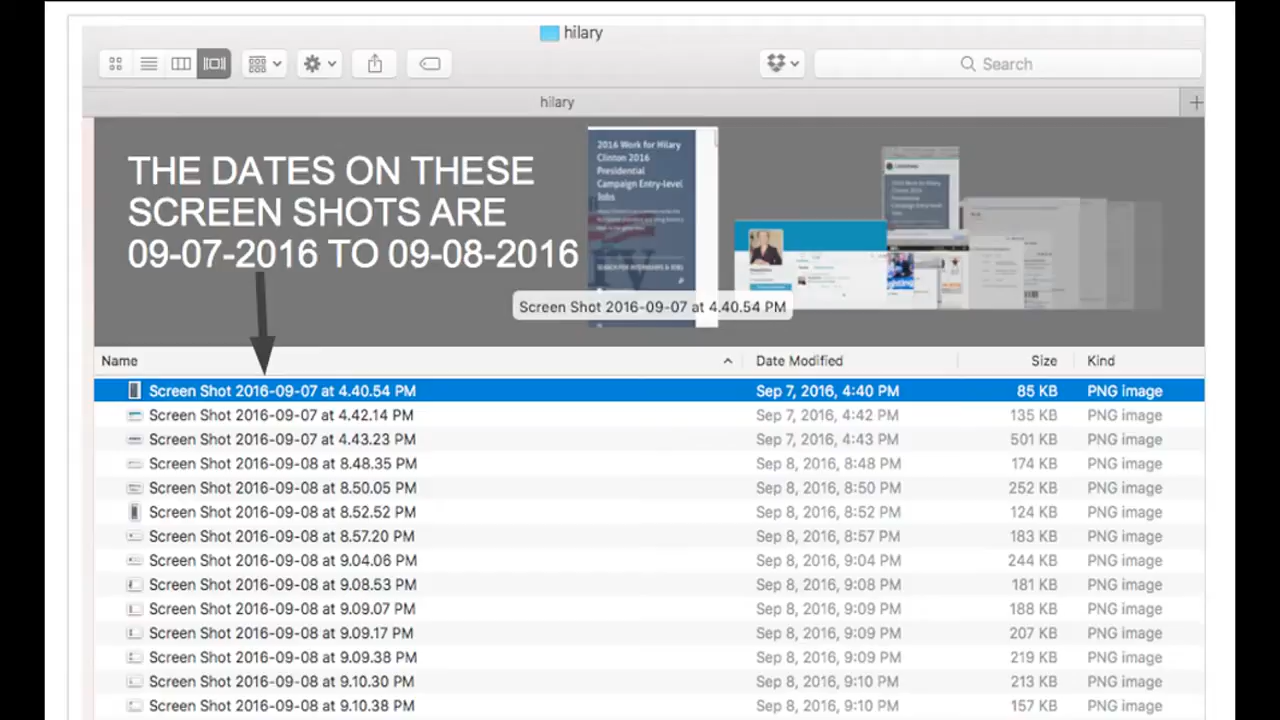 hilary
Search
hilary
THE DATES ON THESE
SCREEN SHOTS ARE
09-07-2016 TO 09-08-2016
2016 Work for Hilary
Clinton 2016
Presidential
Campaign Entry-level
Jobs
SEARCH FOR INTERNSHIPS & JOBS
Screen Shot 2016-09-07 at 4.40.54 PM
Name Date Modified Size Kind
Screen Shot 2016-09-07 at 4.40.54 PM Sep 7, 2016, 4:40 PM 85 KB PNG image
Screen Shot 2016-09-07 at 4.42.14 PM Sep 7, 2016, 4:42 PM 135 KB PNG image
Screen Shot 2016-09-07 at 4.43.23 PM Sep 7, 2016, 4:43 PM 501 KB PNG image
Screen Shot 2016-09-08 at 8.48.35 PM Sep 8, 2016, 8:48 PM 174 KB PNG image
Screen Shot 2016-09-08 at 8.50.05 PM Sep 8, 2016, 8:50 PM 252 KB PNG image
Screen Shot 2016-09-08 at 8.52.52 PM Sep 8, 2016, 8:52 PM 124 KB PNG image
Screen Shot 2016-09-08 at 8.57.20 PM Sep 8, 2016, 8:57 PM 183 KB PNG image
Screen Shot 2016-09-08 at 9.04.06 PM Sep 8, 2016, 9:04 PM 244 KB PNG image
Screen Shot 2016-09-08 at 9.08.53 PM Sep 8, 2016, 9:08 PM 181 KB PNG image
Screen Shot 2016-09-08 at 9.09.07 PM Sep 8, 2016, 9:09 PM 188 KB PNG image
Screen Shot 2016-09-08 at 9.09.17 PM Sep 8, 2016, 9:09 PM 207 KB PNG image
Screen Shot 2016-09-08 at 9.09.38 PM Sep 8, 2016, 9:09 PM 219 KB PNG image
Screen Shot 2016-09-08 at 9.10.30 PM Sep 8, 2016, 9:10 PM 213 KB PNG image
Screen Shot 2016-09-08 at 9.10.38 PM Sep 8, 2016, 9:10 PM 157 KB PNG image